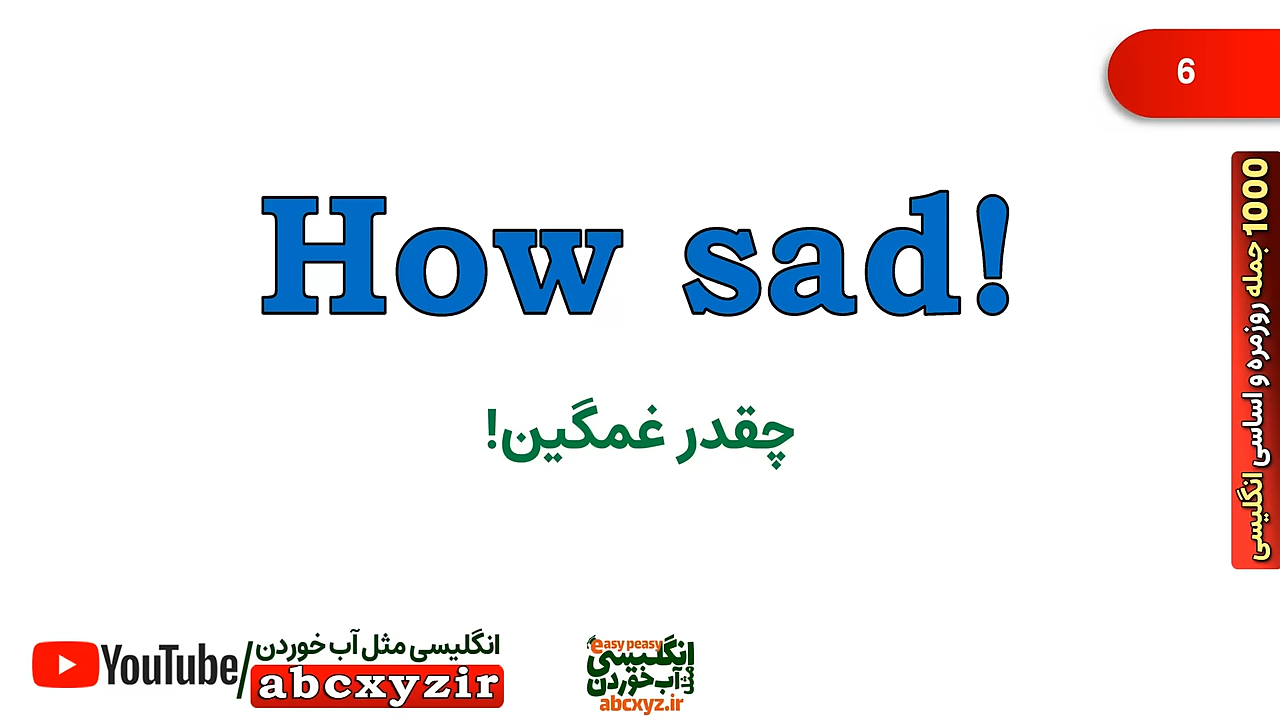 6
How sad!
چقدر غمگین!
1000 جمله روزمره و اساسی انگلیسی
YouTube/
انگلیسی مثل آب خوردن
abcxyzir
easy peasy
انگلیسی
مثل
آب خوردن
abcxyz.ir